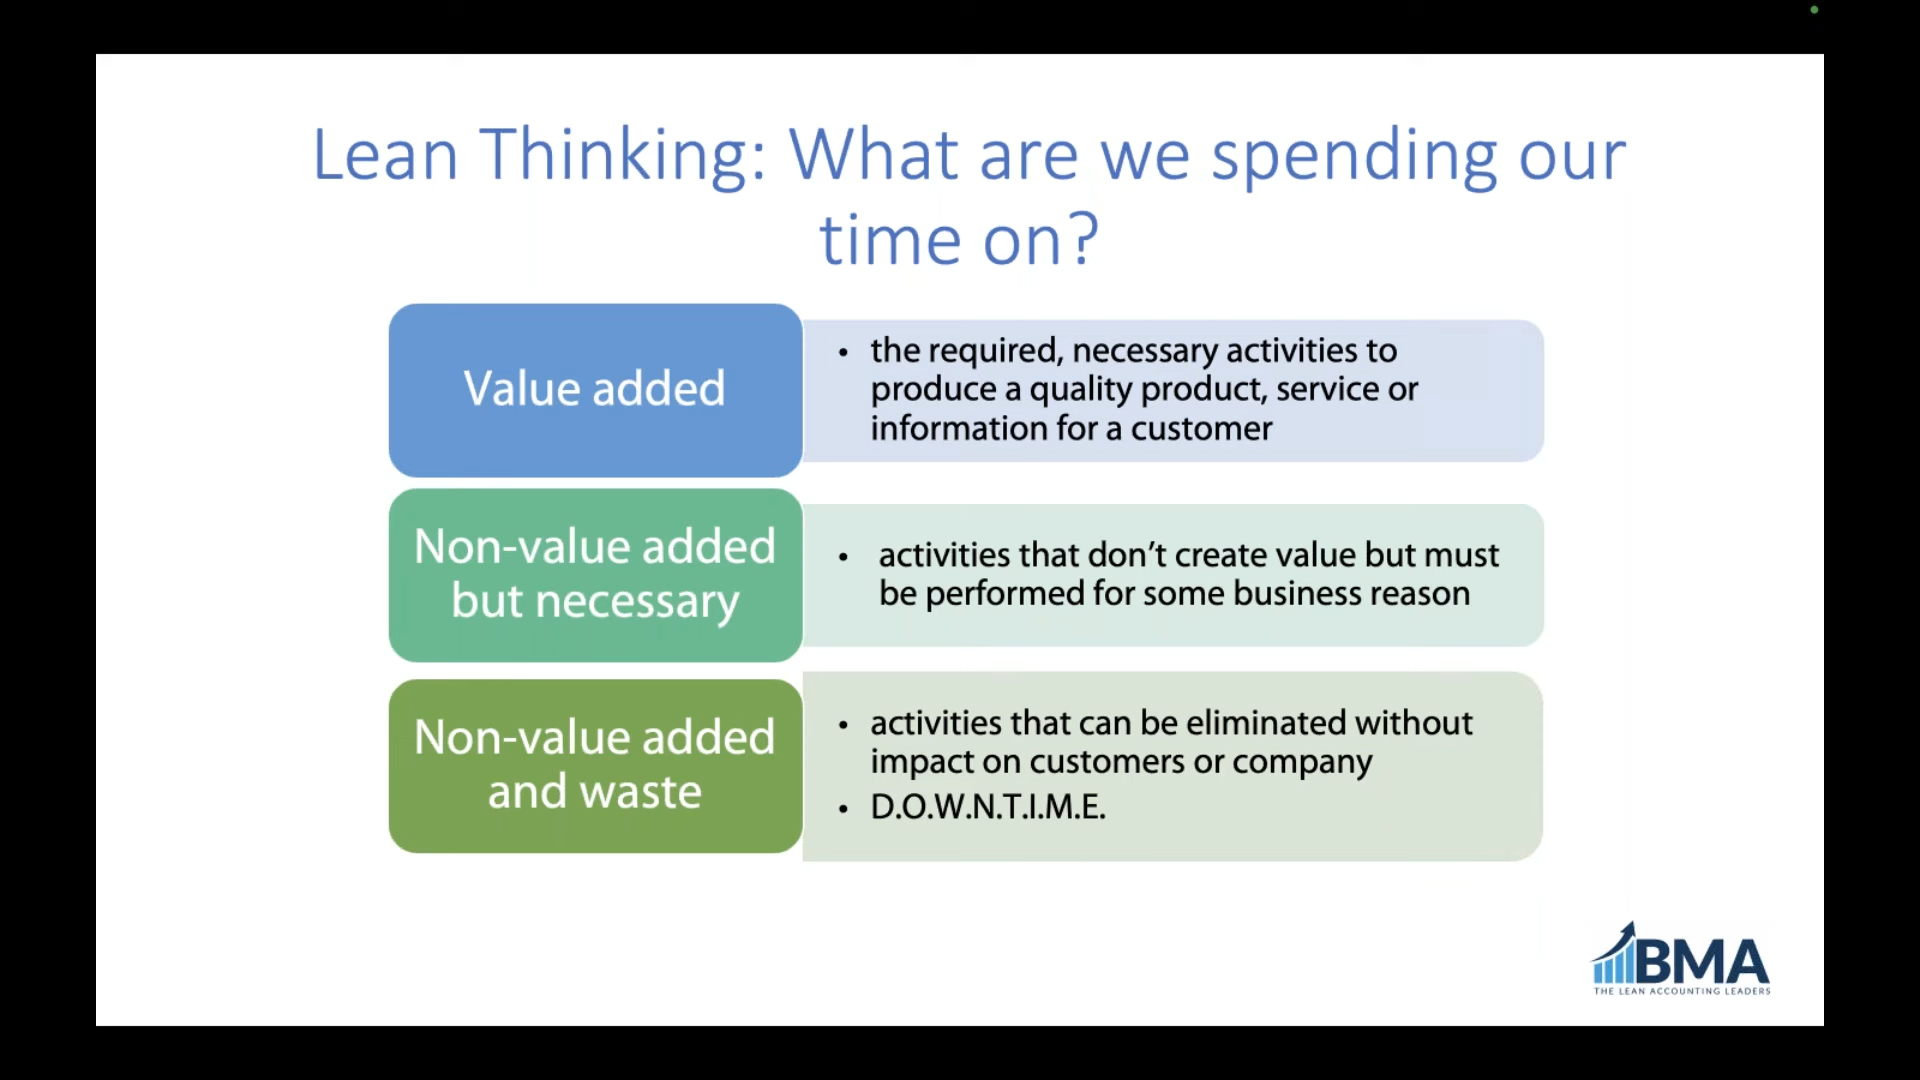 Lean Thinking: What are we spending our
time on?
Value added
• the required, necessary activities to
produce a quality product, service or
information for a customer
Non-value added
but necessary
• activities that don’t create value but must
be performed for some business reason
Non-value added
and waste
• activities that can be eliminated without
impact on customers or company
• D.O.W.N.T.I.M.E.
BMA
THE LEAN ACCOUNTING LEADERS